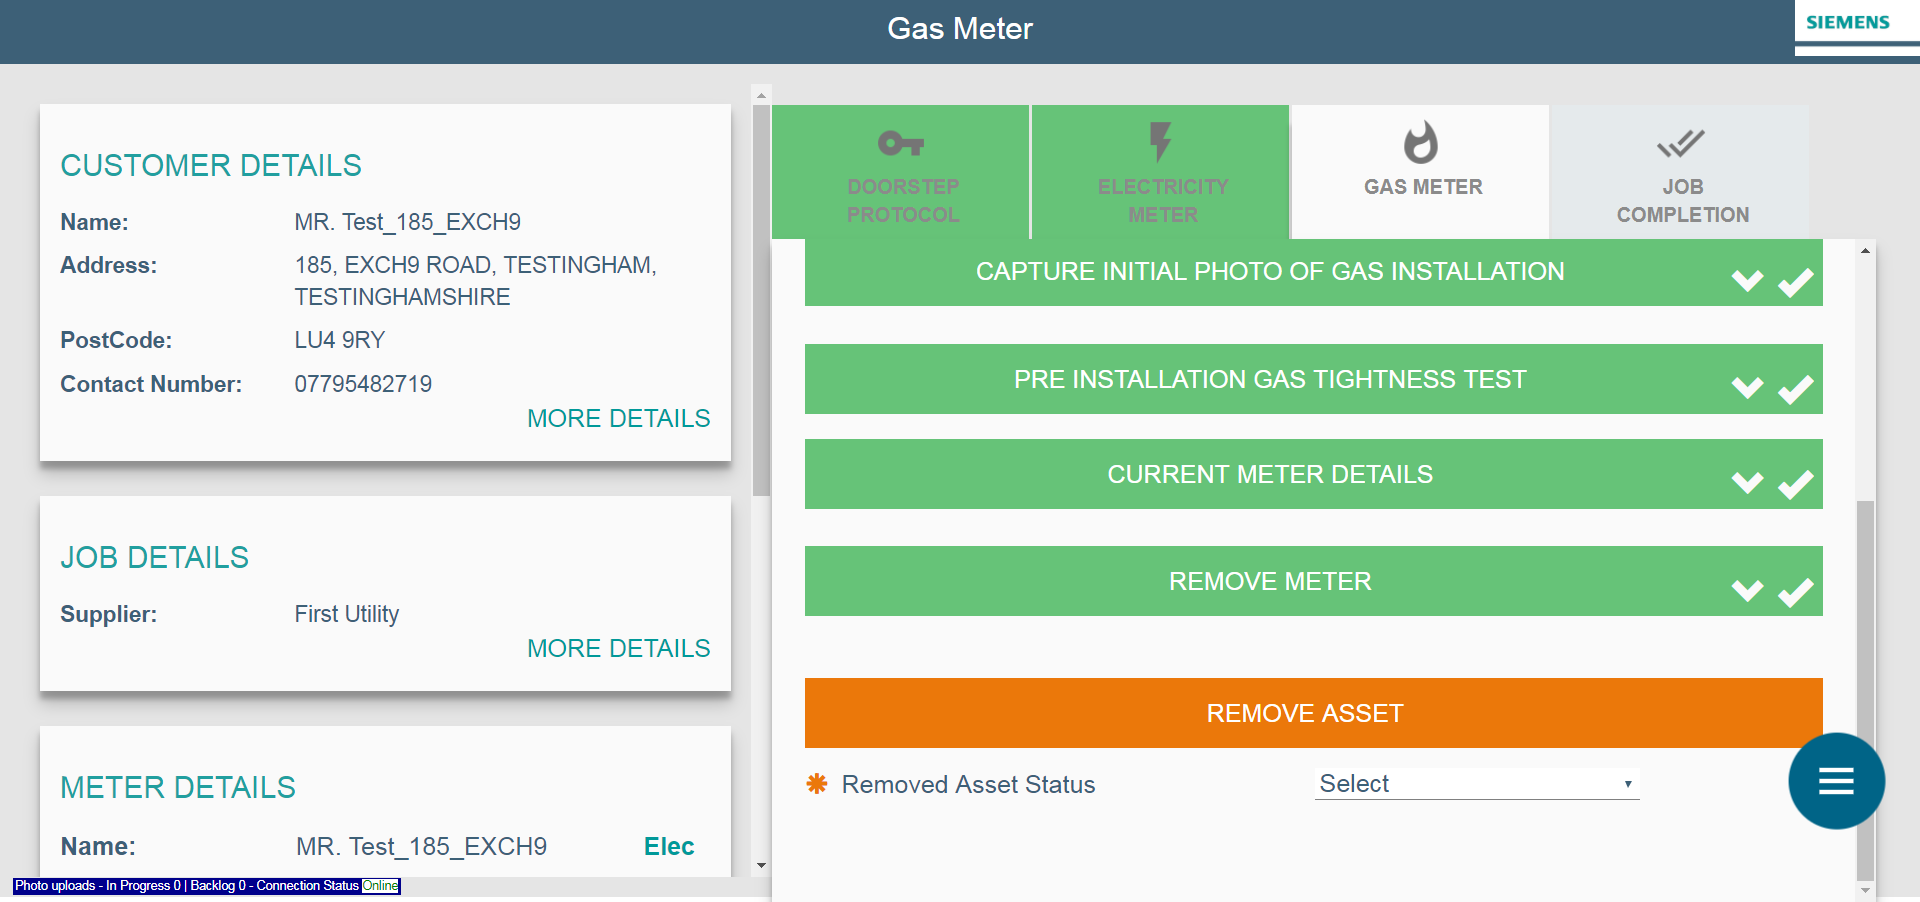 Gas Meter
SIEMENS
CUSTOMER DETAILS
Name: MR. Test_185_EXCH9
Address: 185, EXCH9 ROAD, TESTINGHAM,
TESTINGHAMSHIRE
PostCode: LU4 9RY
Contact Number: 07795482719
MORE DETAILS
JOB DETAILS
Supplier: First Utility
MORE DETAILS
METER DETAILS
Name: MR. Test_185_EXCH9 Elec
Photo uploads - In Progress 0 | Backlog 0 - Connection Status Online
DOORSTEP
PROTOCOL
ELECTRICITY
METER
GAS METER
JOB
COMPLETION
CAPTURE INITIAL PHOTO OF GAS INSTALLATION
PRE INSTALLATION GAS TIGHTNESS TEST
CURRENT METER DETAILS
REMOVE METER
REMOVE ASSET
Removed Asset Status Select